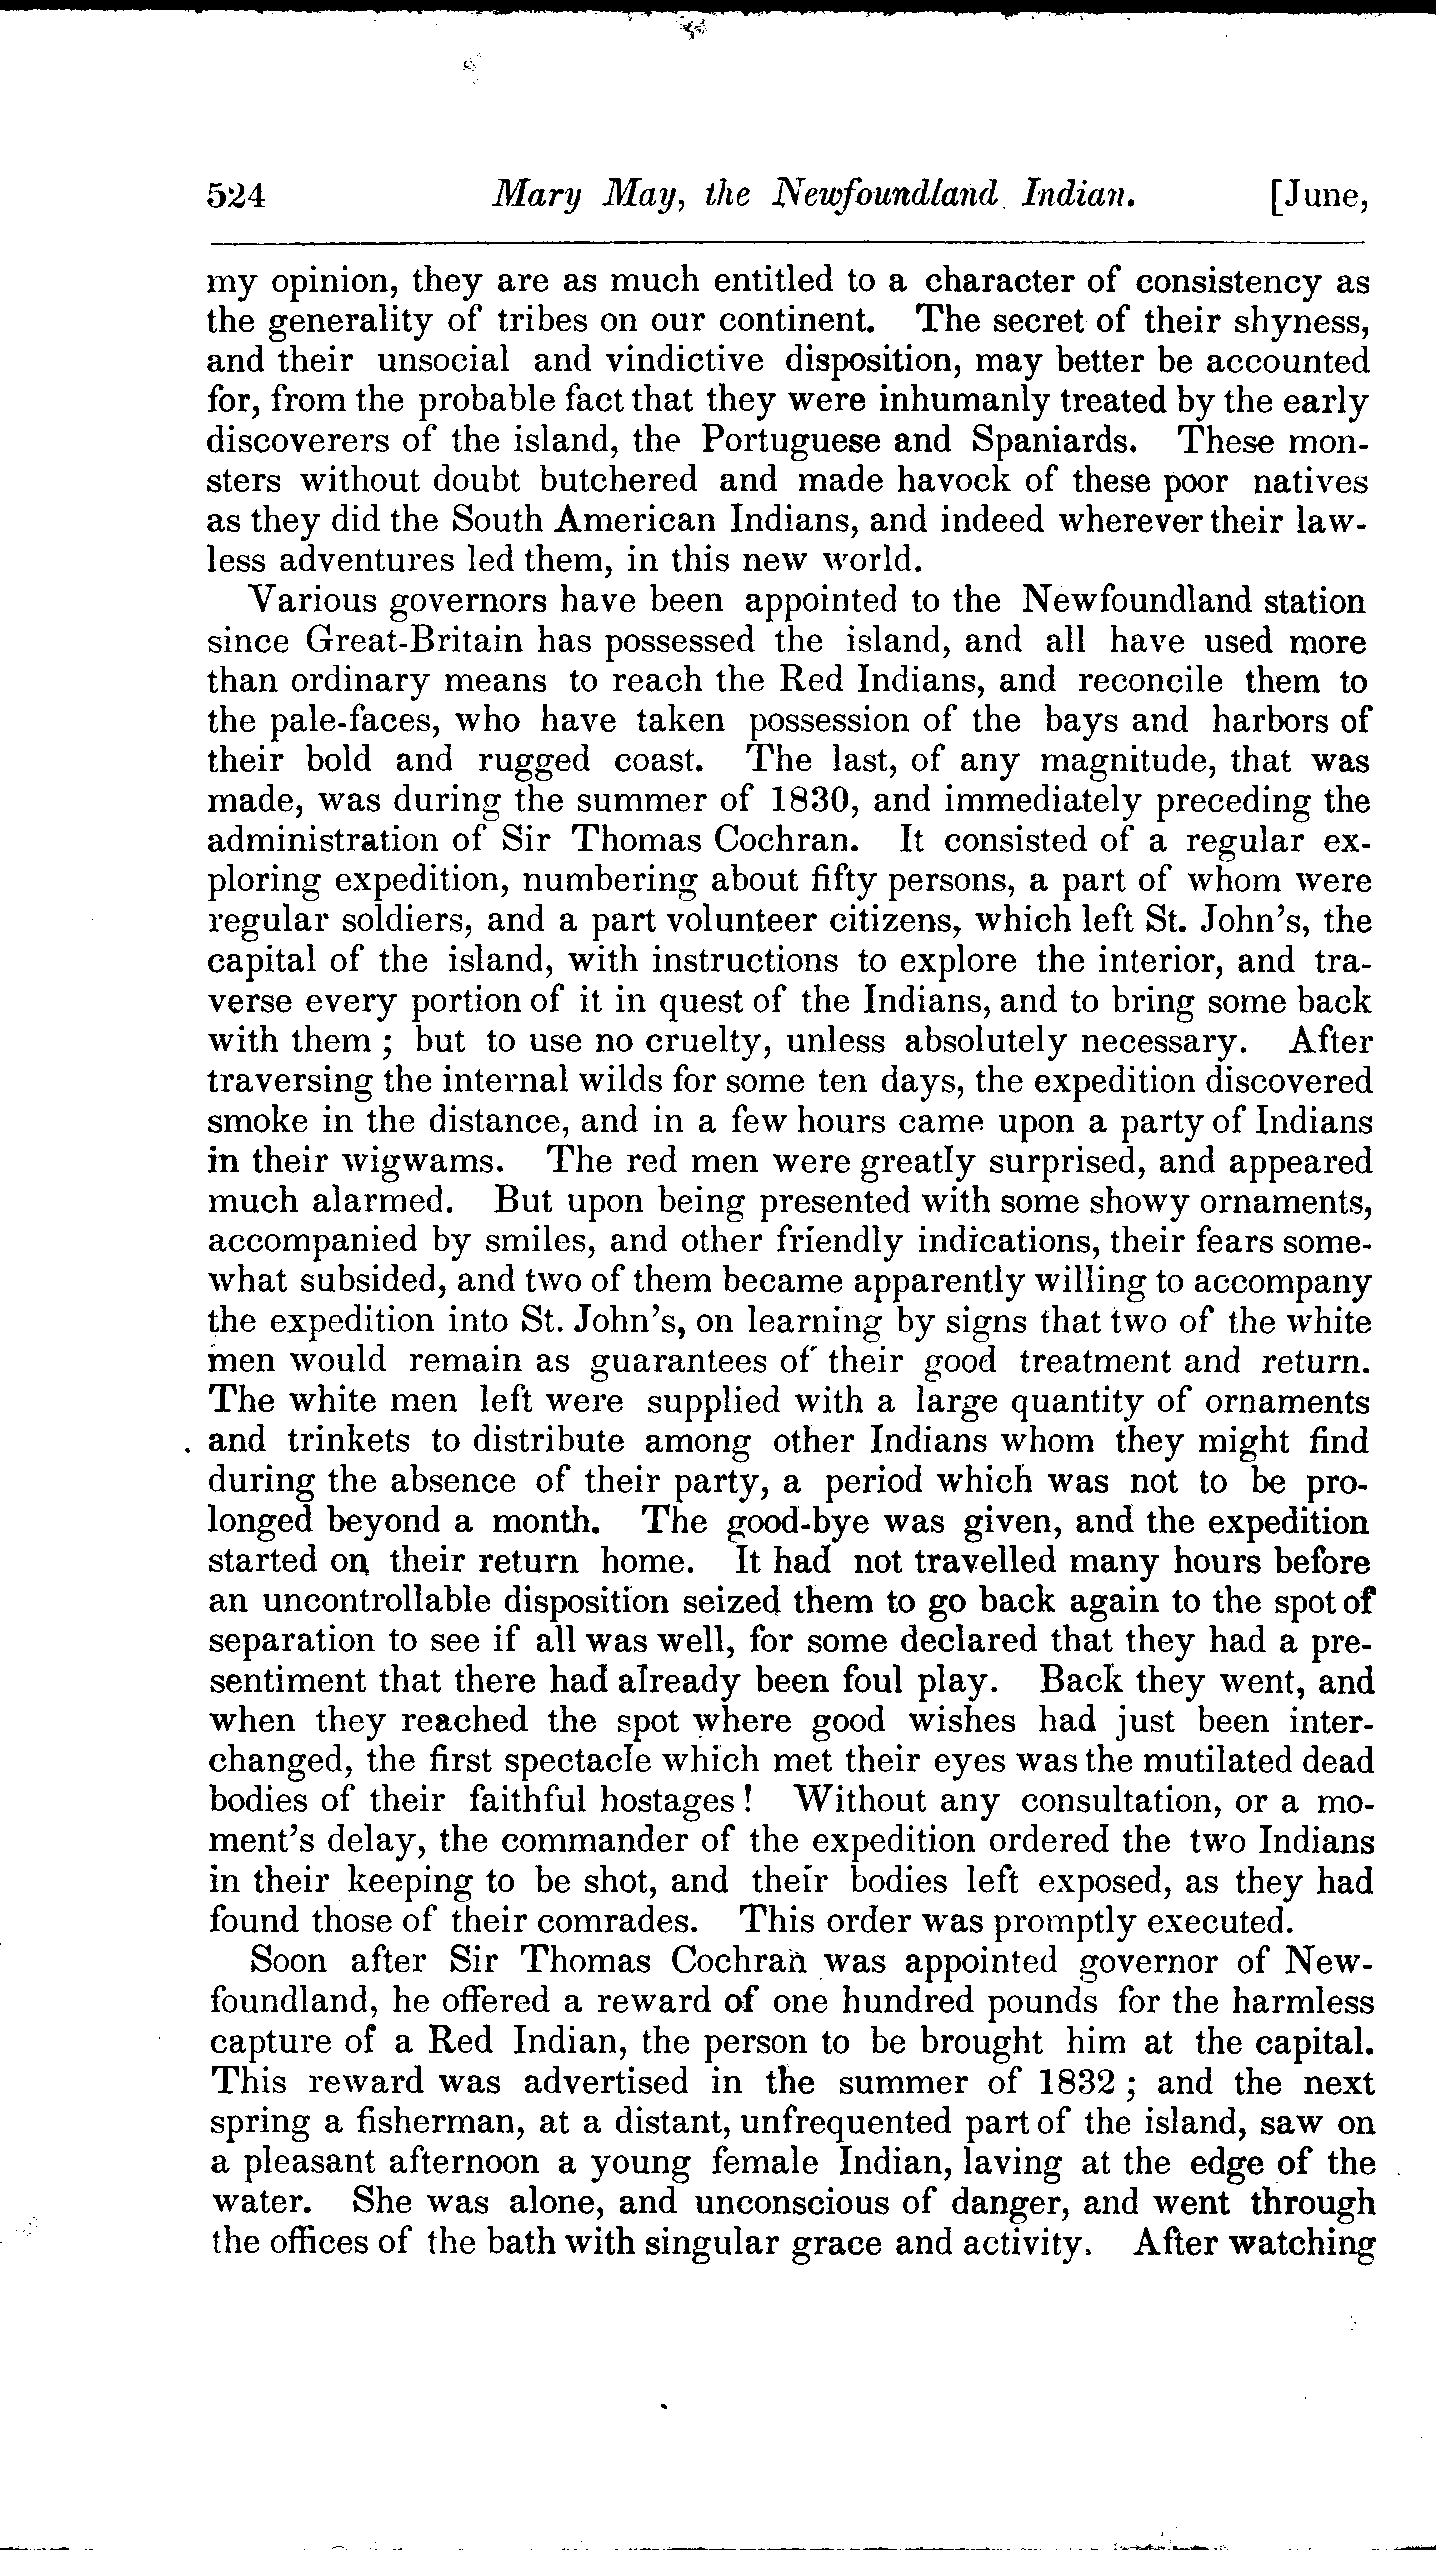 524 Mary May, the Newfoundland Indian. [June,
my opinion, they are as much entitled to a character of consistency as
the generality of tribes on our continent. The secret of their shyness,
and their unsocial and vindictive disposition, may better be accounted
for, from the probable fact that they were inhumanly treated by the early
discoverers of the island, the Portuguese and Spaniards. These mon-
sters without doubt butchered and made havock of these poor natives
as they did the South American Indians, and indeed wherever their law-
less adventures led them, in this new world.
Various governors have been appointed to the Newfoundland station
since Great-Britain has possessed the island, and all have used more
than ordinary means to reach the Red Indians, and reconcile them to
the pale-faces, who have taken possession of the bays and harbors of
their bold and rugged coast. The last, of any magnitude, that was
made, was during the summer of 1830, and immediately preceding the
administration of Sir Thomas Cochran. It consisted of a regular ex-
ploring expedition, numbering about fifty persons, a part of whom were
regular soldiers, and a part volunteer citizens, which left St. John's, the
capital of the island, with instructions to explore the interior, and tra-
verse every portion of it in quest of the Indians, and to bring some back
with them ; but to use no cruelty, unless absolutely necessary. After
traversing the internal wilds for some ten days, the expedition discovered
smoke in the distance, and in a few hours came upon a party of Indians
in their wigwams. The red men were greatly surprised, and appeared
much alarmed. But upon being presented with some showy ornaments,
accompanied by smiles, and other friendly indications, their fears some-
what subsided, and two of them became apparently willing to accompany
the expedition into St. John's, on learning by signs that two of the white
men would remain as guarantees of their good treatment and return.
The white men left were supplied with a large quantity of ornaments
and trinkets to distribute among other Indians whom they might find
during the absence of their party, a period which was not to be pro-
longed beyond a month. The good-bye was given, and the expedition
started on their return home. It had not travelled many hours before
an uncontrollable disposition seized them to go back again to the spot of
separation to see if all was well, for some declared that they had a pre-
sentiment that there had already been foul play. Back they went, and
when they reached the spot where good wishes had just been inter-
changed, the first spectacle which met their eyes was the mutilated dead
bodies of their faithful hostages ! Without any consultation, or a mo-
ment's delay, the commander of the expedition ordered the two Indians
in their keeping to be shot, and their bodies left exposed, as they had
found those of their comrades. This order was promptly executed.
Soon after Sir Thomas Cochran was appointed governor of New-
foundland, he offered a reward of one hundred pounds for the harmless
capture of a Red Indian, the person to be brought him at the capital.
This reward was advertised in the summer of 1832 ; and the next
spring a fisherman, at a distant, unfrequented part of the island, saw on
a pleasant afternoon a young female Indian, laving at the edge of the
water. She was alone, and unconscious of danger, and went through
the offices of the bath with singular grace and activity. After watching